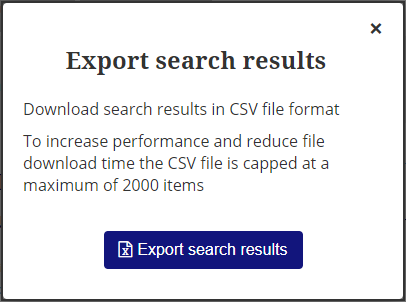 ×
Export search results
Download search results in CSV file format
To increase performance and reduce file
download time the CSV file is capped at a
maximum of 2000 items
Export search results